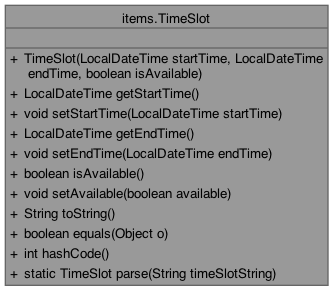 items.TimeSlot
+ TimeSlot(LocalDateTime startTime, LocalDateTime
endTime, boolean isAvailable)
+ LocalDateTime getStartTime()
+ void setStartTime(LocalDateTime startTime)
+ LocalDateTime getEndTime()
+ void setEndTime(LocalDateTime endTime)
+ boolean isAvailable()
+ void setAvailable(boolean available)
+ String toString()
+ boolean equals(Object o)
+ int hashCode()
+ static TimeSlot parse(String timeSlotString)